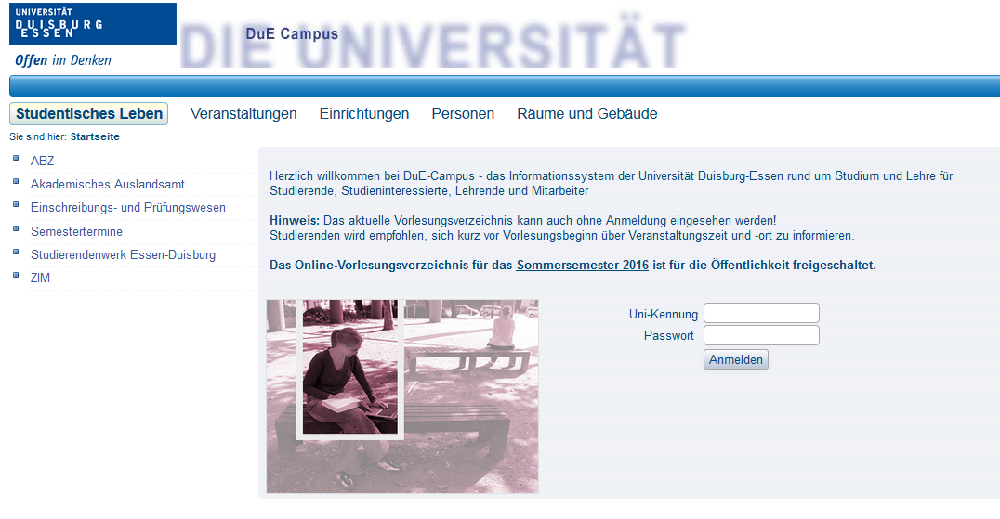 UNIVERSITÄT
DUISBURG
ESSEN
Offen im Denken
DIE UNIVERSITÄT
DuE Campus
Studentisches Leben Veranstaltungen Einrichtungen Personen Räume und Gebäude
Sie sind hier: Startseite
ABZ
Akademisches Auslandsamt
Einschreibungs- und Prüfungswesen
Semestertermine
Studierendenwerk Essen-Duisburg
ZIM
Herzlich willkommen bei DuE-Campus - das Informationssystem der Universität Duisburg-Essen rund um Studium und Lehre für
Studierende, Studieninteressierte, Lehrende und Mitarbeiter
Hinweis: Das aktuelle Vorlesungsverzeichnis kann auch ohne Anmeldung eingesehen werden!
Studierenden wird empfohlen, sich kurz vor Vorlesungsbeginn über Veranstaltungszeit und -ort zu informieren.
Das Online-Vorlesungsverzeichnis für das Sommersemester 2016 ist für die Öffentlichkeit freigeschaltet.
Uni-Kennung
Passwort
Anmelden